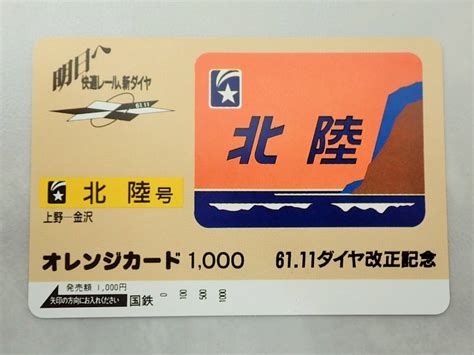 明日へ
快適レール、新ダイヤ
61.11
北陸
北陸号
上野―金沢
オレンジカード 1,000
61.11ダイヤ改正記念
発売額 1,000円
矢印の方向にお入れください
国鉄
0 100 500 1000